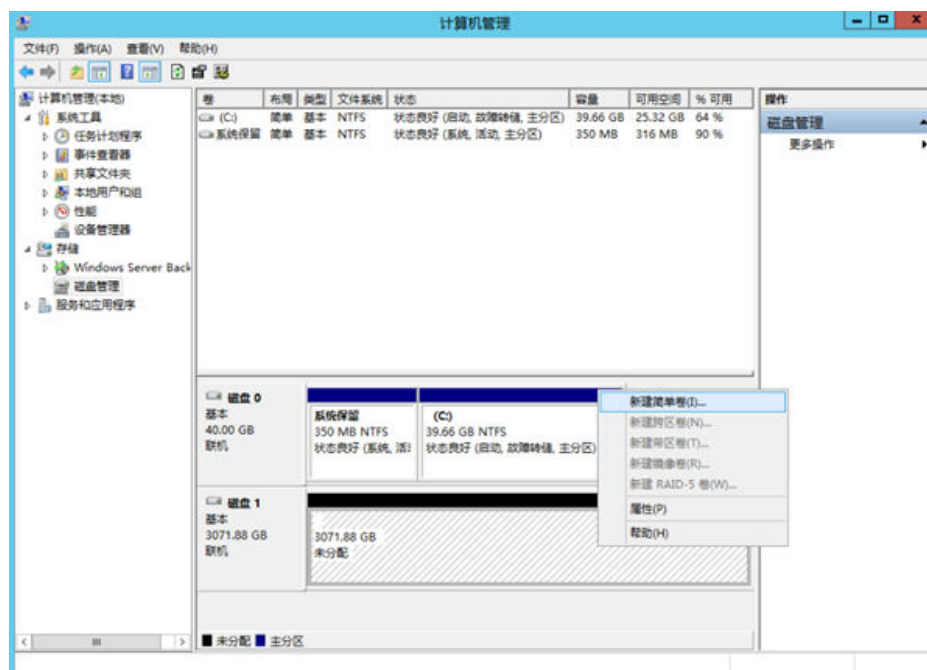 计算机管理
文件(F) 操作(A) 查看(V) 帮助(H)
计算机管理(本地)
系统工具
任务计划程序
事件查看器
共享文件夹
本地用户和组
性能
设备管理器
存储
Windows Server Back
磁盘管理
服务和应用程序
卷 布局 类型 文件系统 状态 容量 可用空间 % 可用
(C:) 简单 基本 NTFS 状态良好 (启动, 故障转储, 主分区) 39.66 GB 25.32 GB 64 %
系统保留 简单 基本 NTFS 状态良好 (系统, 活动, 主分区) 350 MB 316 MB 90 %
操作
磁盘管理
更多操作
磁盘 0
基本
40.00 GB
联机
系统保留
350 MB NTFS
状态良好 (系统, 活
(C:)
39.66 GB NTFS
状态良好 (启动, 故障转储, 主分区)
磁盘 1
基本
3071.88 GB
联机
3071.88 GB
未分配
新建简单卷(I)...
新建跨区卷(N)...
新建带区卷(T)...
新建镜像卷(R)...
新建 RAID-5 卷(W)...
属性(P)
帮助(H)
未分配 主分区